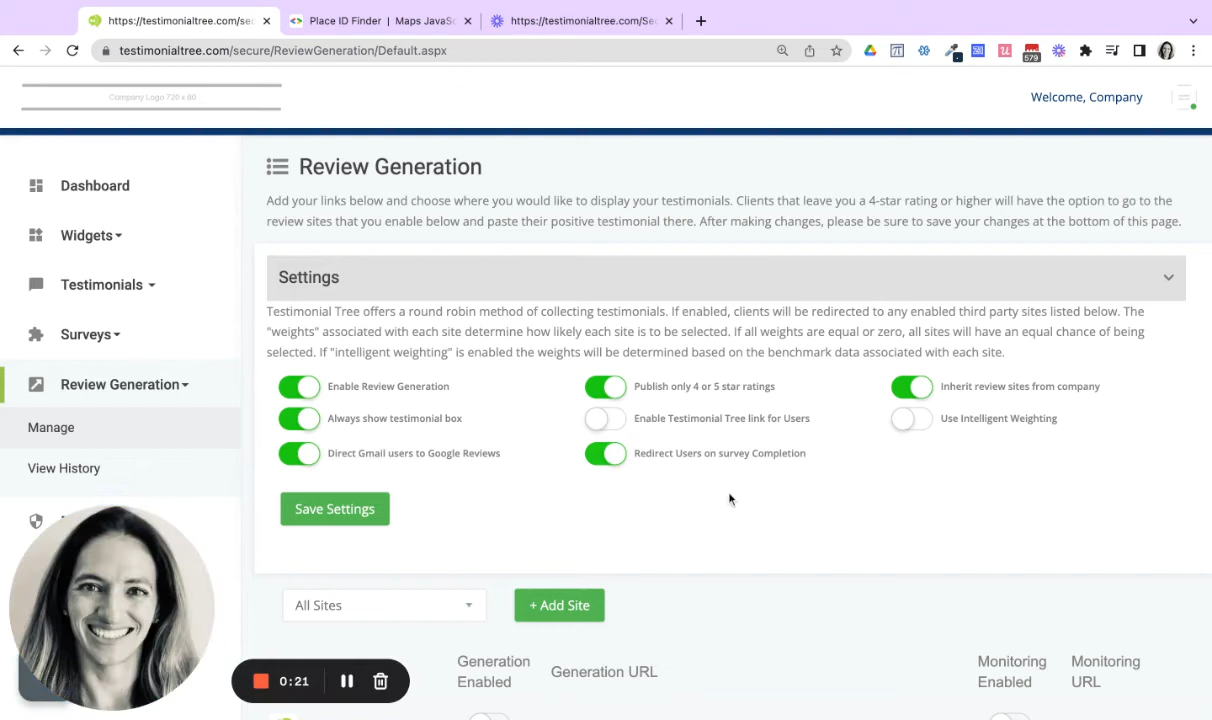 https://testimonialtree.com/sec
Place ID Finder | Maps JavaSc
https://testimonialtree.com/Sec
testimonialtree.com/secure/ReviewGeneration/Default.aspx
579
Company Logo 720 x 80
Welcome, Company
Dashboard
Widgets
Testimonials
Surveys
Review Generation
Manage
View History
Review Generation
Add your links below and choose where you would like to display your testimonials. Clients that leave you a 4-star rating or higher will have the option to go to the
review sites that you enable below and paste their positive testimonial there. After making changes, please be sure to save your changes at the bottom of this page.
Settings
Testimonial Tree offers a round robin method of collecting testimonials. If enabled, clients will be redirected to any enabled third party sites listed below. The
"weights" associated with each site determine how likely each site is to be selected. If all weights are equal or zero, all sites will have an equal chance of being
selected. If "intelligent weighting" is enabled the weights will be determined based on the benchmark data associated with each site.
Enable Review Generation
Publish only 4 or 5 star ratings
Inherit review sites from company
Always show testimonial box
Enable Testimonial Tree link for Users
Use Intelligent Weighting
Direct Gmail users to Google Reviews
Redirect Users on survey Completion
Save Settings
All Sites
+ Add Site
Generation
Enabled
Generation URL
Monitoring
Enabled
Monitoring
URL
0:21